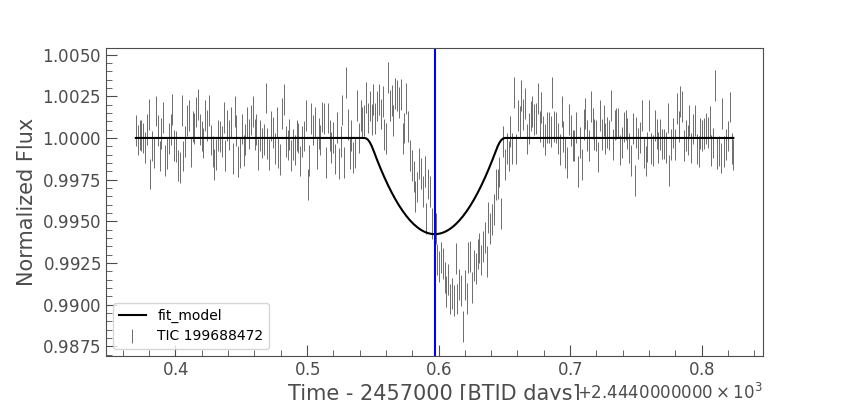 1.0050
1.0025
1.0000
0.9975
0.9950
0.9925
0.9900
0.9875
Normalized Flux
fit_model
TIC 199688472
0.4 0.5 0.6 0.7 0.8
Time - 2457000 [BTJD days]
+2.4440000000 × 10³